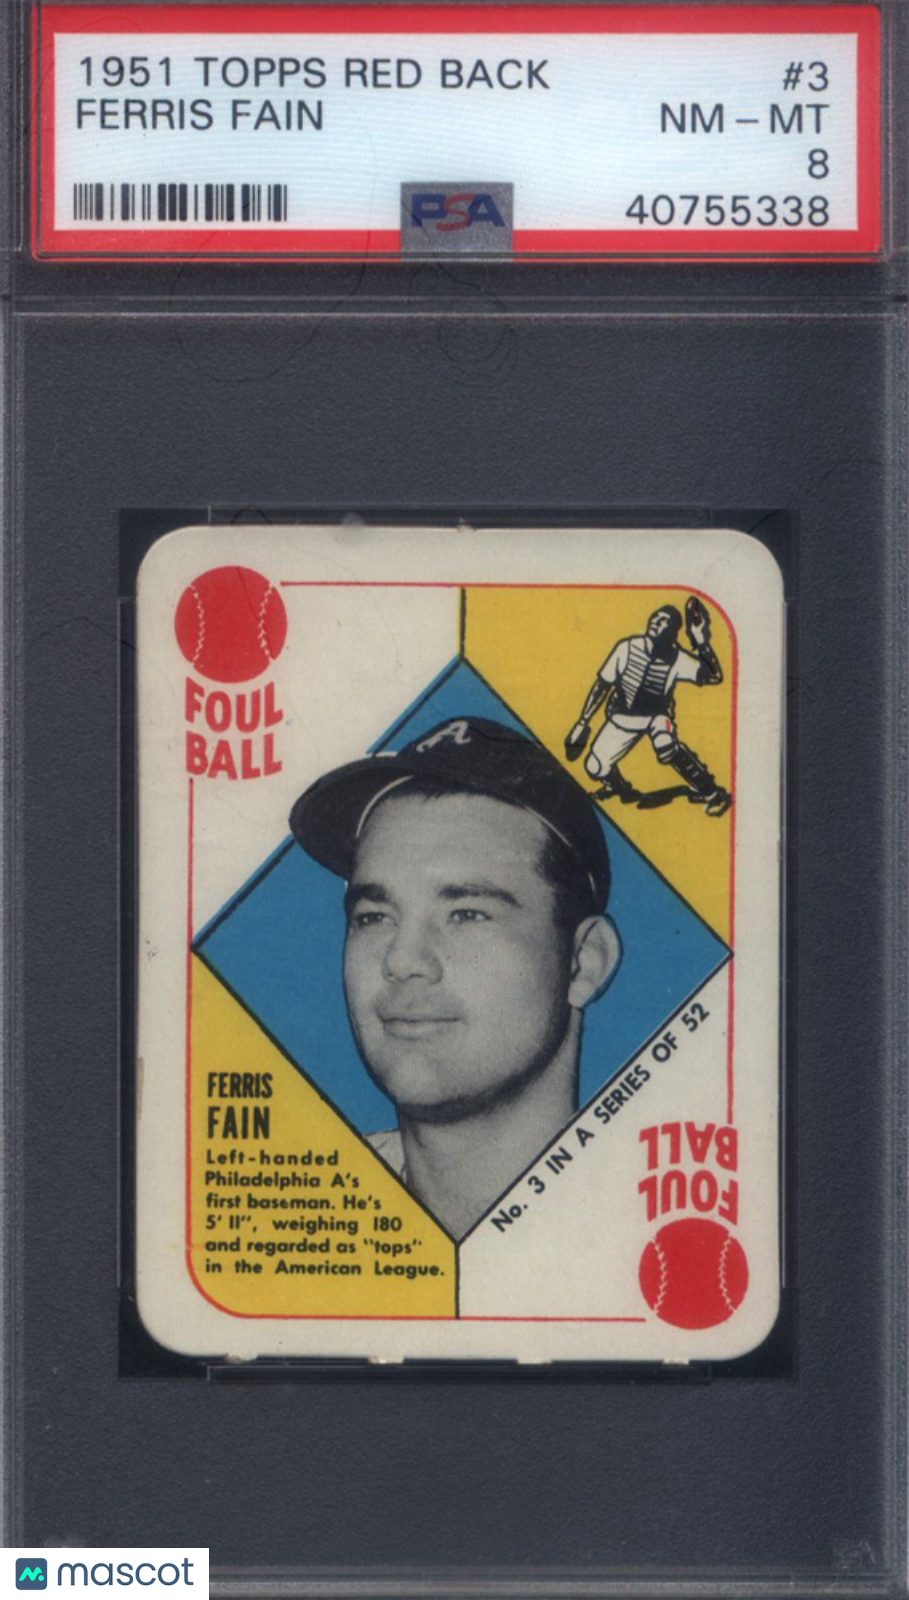 1951 TOPPS RED BACK #3
FERRIS FAIN NM - MT
8
PSA 40755338
FOUL
BALL
A
FERRIS
FAIN
Left-handed
Philadelphia A's
first baseman. He's
5' 11", weighing 180
and regarded as "tops"
in the American League.
No. 3 IN A SERIES OF 52
FOUL
BALL
mascot